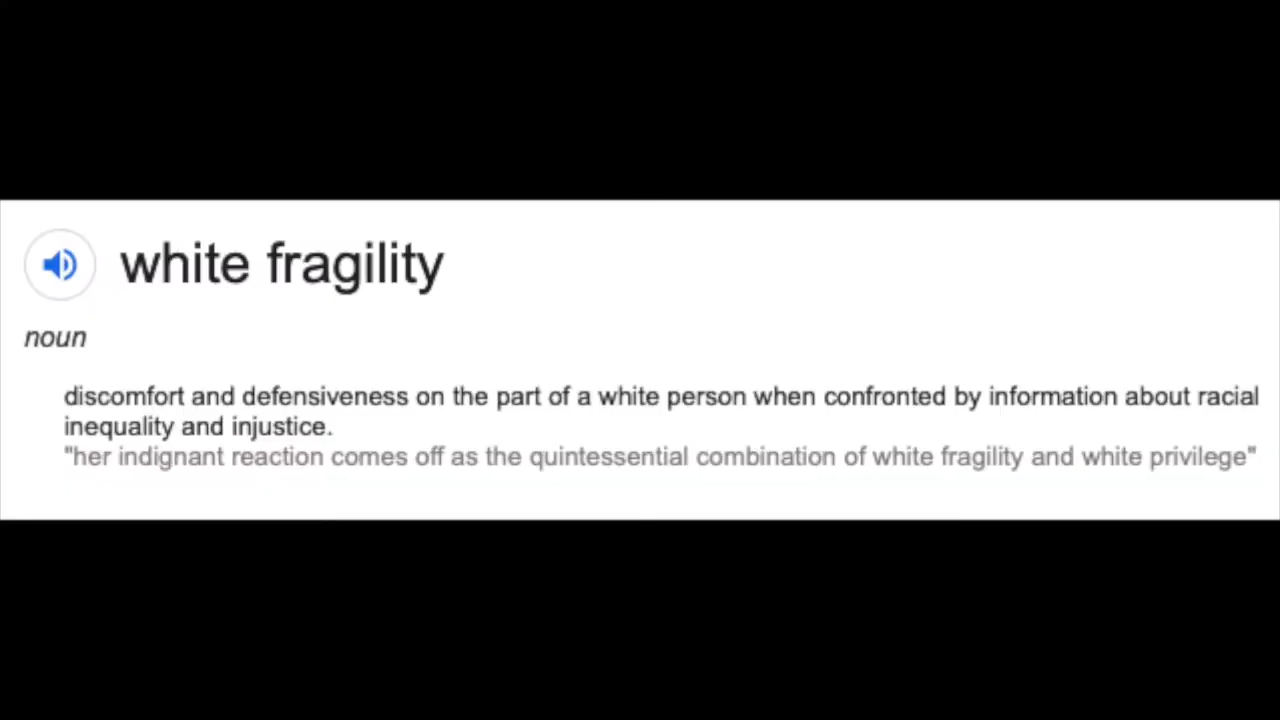 white fragility
noun
discomfort and defensiveness on the part of a white person when confronted by information about racial
inequality and injustice.
"her indignant reaction comes off as the quintessential combination of white fragility and white privilege"